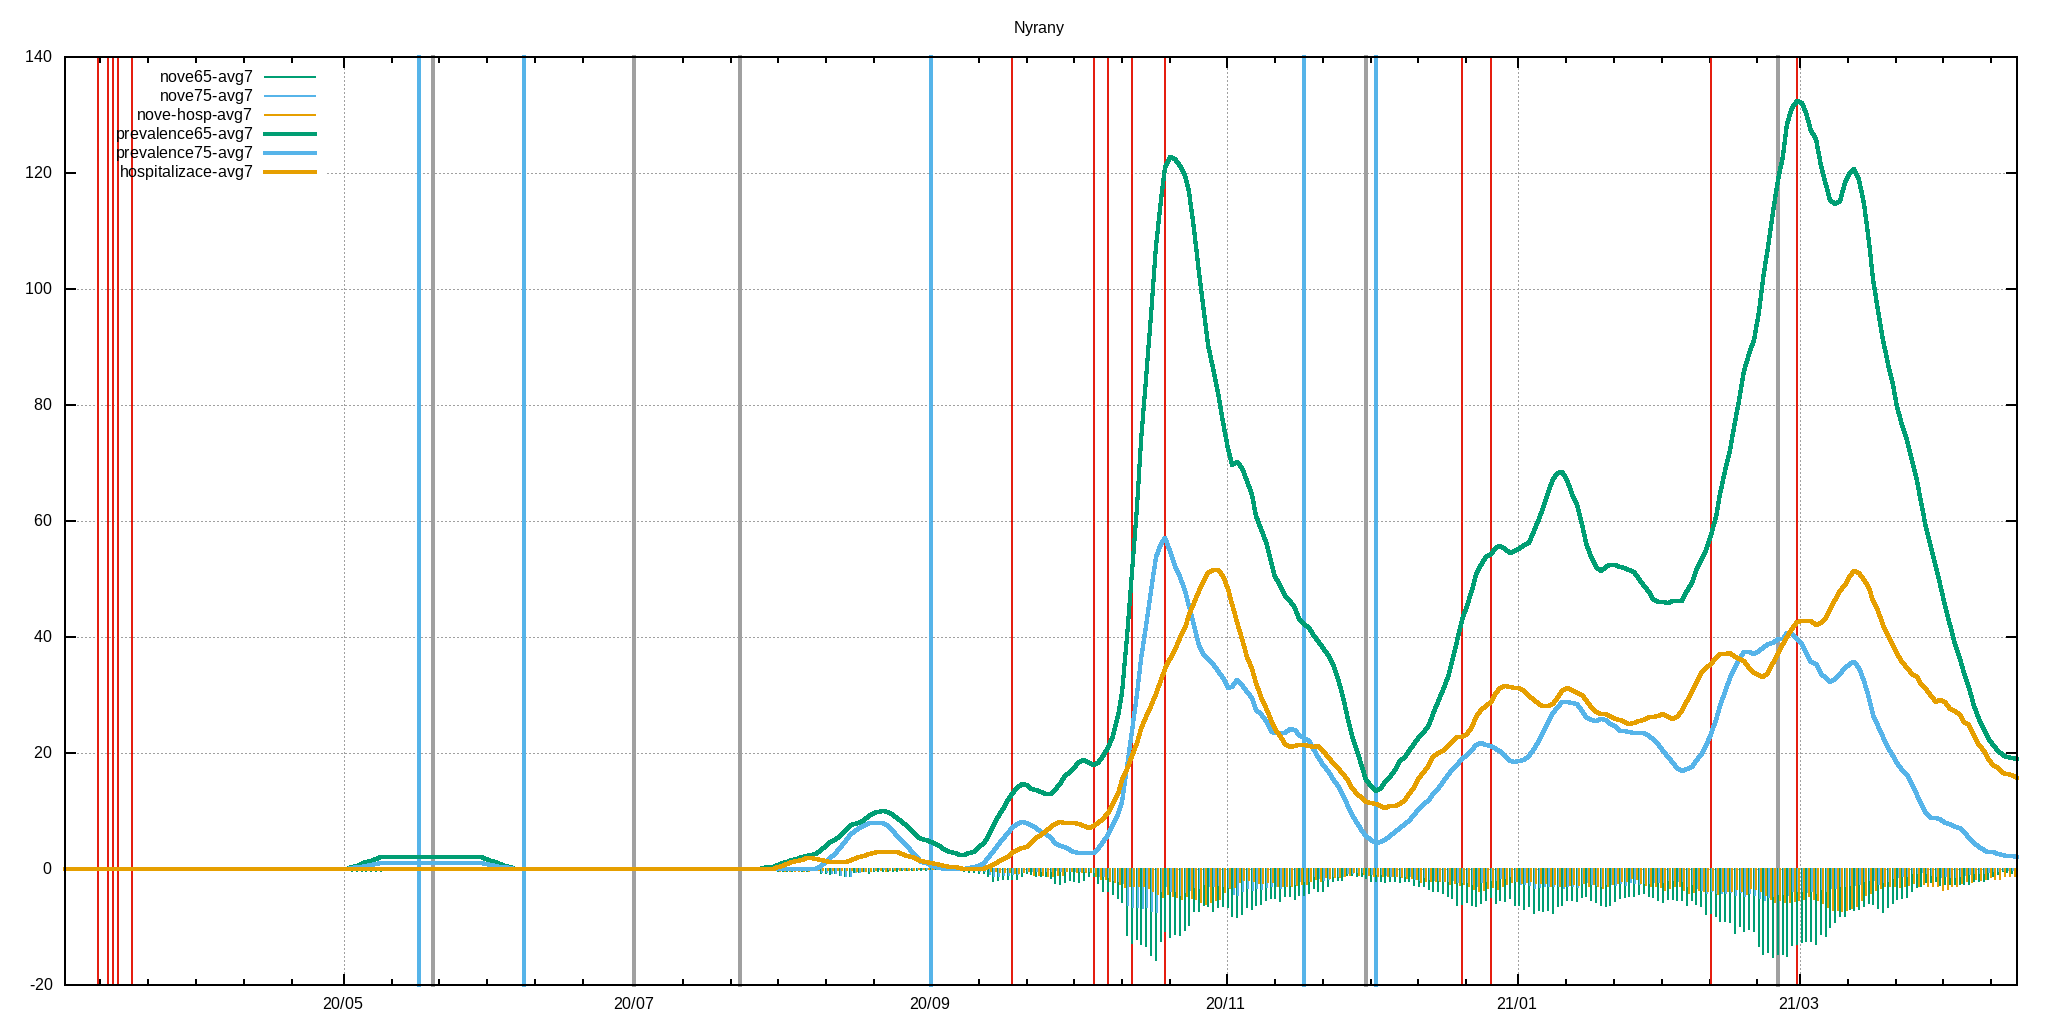 Nyrany
140
120
100
80
60
40
20
0
-20
nove65-avg7
nove75-avg7
nove-hosp-avg7
prevalence65-avg7
prevalence75-avg7
hospitalizace-avg7
20/05
20/07
20/09
20/11
21/01
21/03